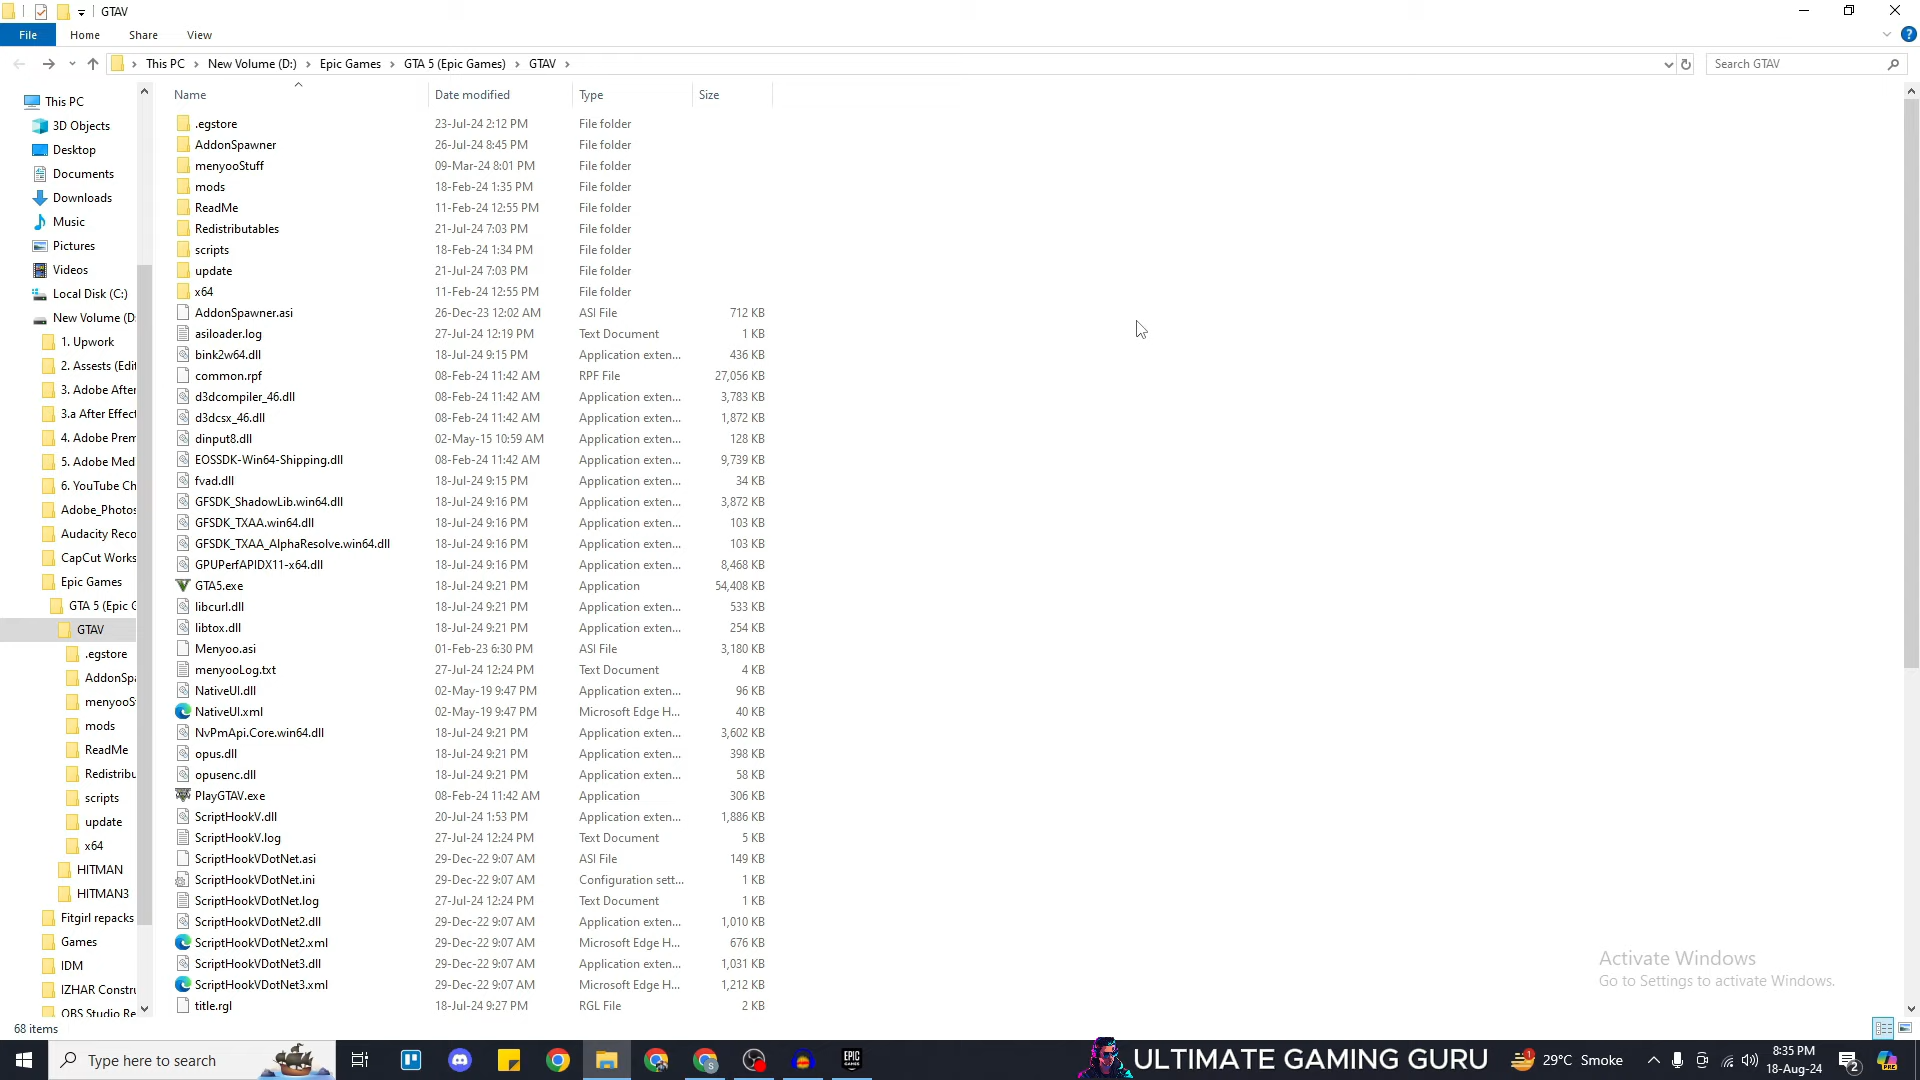 GTAV
File Home Share View
This PC New Volume (D:) Epic Games GTA 5 (Epic Games) GTAV
Search GTAV
Name Date modified Type Size
.egstore 23-Jul-24 2:12 PM File folder
AddonSpawner 26-Jul-24 8:45 PM File folder
menyooStuff 09-Mar-24 8:01 PM File folder
mods 18-Feb-24 1:35 PM File folder
ReadMe 11-Feb-24 12:55 PM File folder
Redistributables 21-Jul-24 7:03 PM File folder
scripts 18-Feb-24 1:34 PM File folder
update 21-Jul-24 7:03 PM File folder
x64 11-Feb-24 12:55 PM File folder
AddonSpawner.asi 26-Dec-23 12:02 AM ASI File 712 KB
asiloader.log 27-Jul-24 12:19 PM Text Document 1 KB
bink2w64.dll 18-Jul-24 9:15 PM Application exten... 436 KB
common.rpf 08-Feb-24 11:42 AM RPF File 27,056 KB
d3dcompiler_46.dll 08-Feb-24 11:42 AM Application exten... 3,783 KB
d3dcsx_46.dll 08-Feb-24 11:42 AM Application exten... 1,872 KB
dinput8.dll 02-May-15 10:59 AM Application exten... 128 KB
EOSSDK-Win64-Shipping.dll 08-Feb-24 11:42 AM Application exten... 9,739 KB
fvad.dll 18-Jul-24 9:15 PM Application exten... 34 KB
GFSDK_ShadowLib.win64.dll 18-Jul-24 9:16 PM Application exten... 3,872 KB
GFSDK_TXAA.win64.dll 18-Jul-24 9:16 PM Application exten... 103 KB
GFSDK_TXAA_AlphaResolve.win64.dll 18-Jul-24 9:16 PM Application exten... 103 KB
GPUPerfAPIDX11-x64.dll 18-Jul-24 9:16 PM Application exten... 8,468 KB
GTA5.exe 18-Jul-24 9:21 PM Application 54,408 KB
libcurl.dll 18-Jul-24 9:21 PM Application exten... 533 KB
libtox.dll 18-Jul-24 9:21 PM Application exten... 254 KB
Menyoo.asi 01-Feb-23 6:30 PM ASI File 3,180 KB
menyooLog.txt 27-Jul-24 12:24 PM Text Document 4 KB
NativeUI.dll 02-May-19 9:47 PM Application exten... 96 KB
NativeUI.xml 02-May-19 9:47 PM Microsoft Edge H... 40 KB
NvPmApi.Core.win64.dll 18-Jul-24 9:21 PM Application exten... 3,602 KB
opus.dll 18-Jul-24 9:21 PM Application exten... 398 KB
opusenc.dll 18-Jul-24 9:21 PM Application exten... 58 KB
PlayGTAV.exe 08-Feb-24 11:42 AM Application 306 KB
ScriptHookV.dll 20-Jul-24 1:53 PM Application exten... 1,886 KB
ScriptHookV.log 27-Jul-24 12:24 PM Text Document 5 KB
ScriptHookVDotNet.asi 29-Dec-22 9:07 AM ASI File 149 KB
ScriptHookVDotNet.ini 29-Dec-22 9:07 AM Configuration sett... 1 KB
ScriptHookVDotNet.log 27-Jul-24 12:24 PM Text Document 1 KB
ScriptHookVDotNet2.dll 29-Dec-22 9:07 AM Application exten... 1,010 KB
ScriptHookVDotNet2.xml 29-Dec-22 9:07 AM Microsoft Edge H... 676 KB
ScriptHookVDotNet3.dll 29-Dec-22 9:07 AM Application exten... 1,031 KB
ScriptHookVDotNet3.xml 29-Dec-22 9:07 AM Microsoft Edge H... 1,212 KB
title.rgl 18-Jul-24 9:27 PM RGL File 2 KB
This PC
3D Objects
Desktop
Documents
Downloads
Music
Pictures
Videos
Local Disk (C:)
New Volume (D:
1. Upwork
2. Assests (Edit
3. Adobe After
3.a After Effect
4. Adobe Prem
5. Adobe Med
6. YouTube Ch
Adobe_Photos
Audacity Reco
CapCut Works
Epic Games
GTA 5 (Epic G
GTAV
.egstore
AddonSpa
menyooS
mods
ReadMe
Redistribu
scripts
update
x64
HITMAN
HITMAN3
Fitgirl repacks
Games
IDM
IZHAR Constru
OBS Studio Re
Activate Windows
Go to Settings to activate Windows.
68 items
Type here to search
EPIC GAMES
ULTIMATE GAMING GURU
29°C Smoke
8:35 PM
18-Aug-24
2